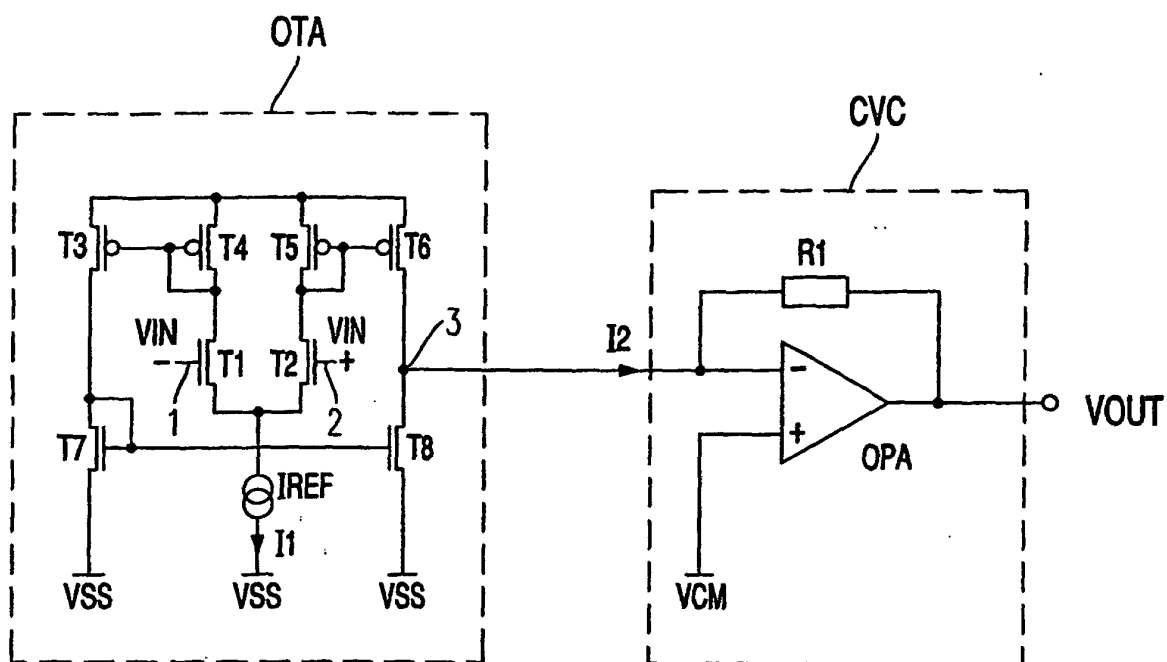 OTA
CVC
T3
T4
T5
T6
R1
VIN
VIN
3
I2
-
T1
T2
+
-
1
2
VOUT
T7
T8
+
OPA
IREF
I1
VSS
VSS
VSS
VCM